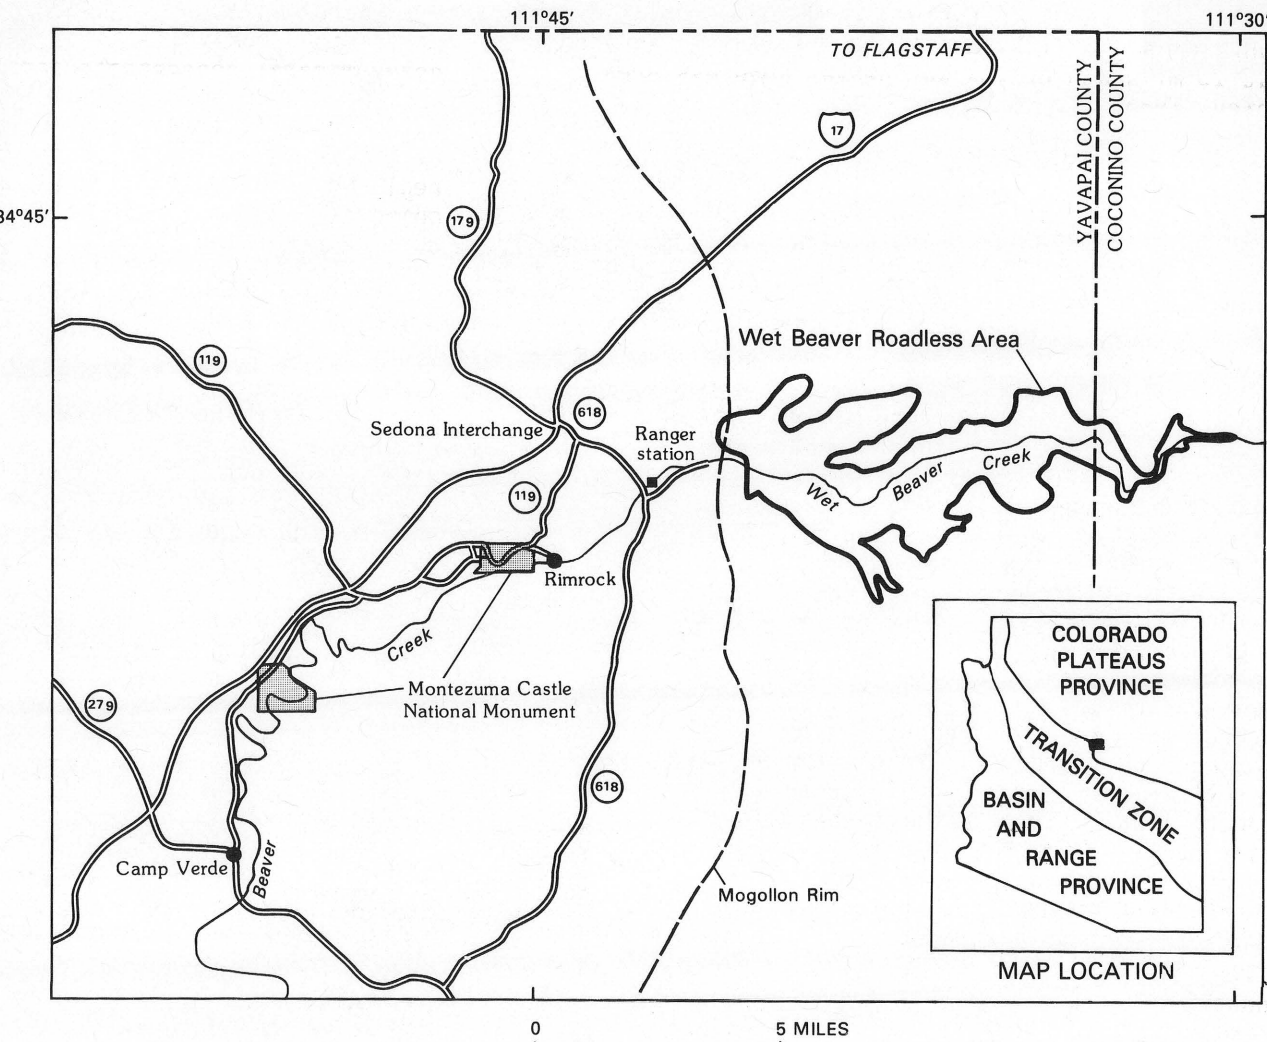 111°45′
111°30′
TO FLAGSTAFF
YAVAPAI COUNTY
COCONINO COUNTY
17
34°45′
179
Wet Beaver Roadless Area
119
618
Sedona Interchange
Ranger
station
Wet
Beaver
Creek
119
Rimrock
Creek
Montezuma Castle
National Monument
279
618
Camp Verde
Beaver
Mogollon Rim
COLORADO
PLATEAUS
PROVINCE
TRANSITION ZONE
BASIN
AND
RANGE
PROVINCE
MAP LOCATION
0
5 MILES